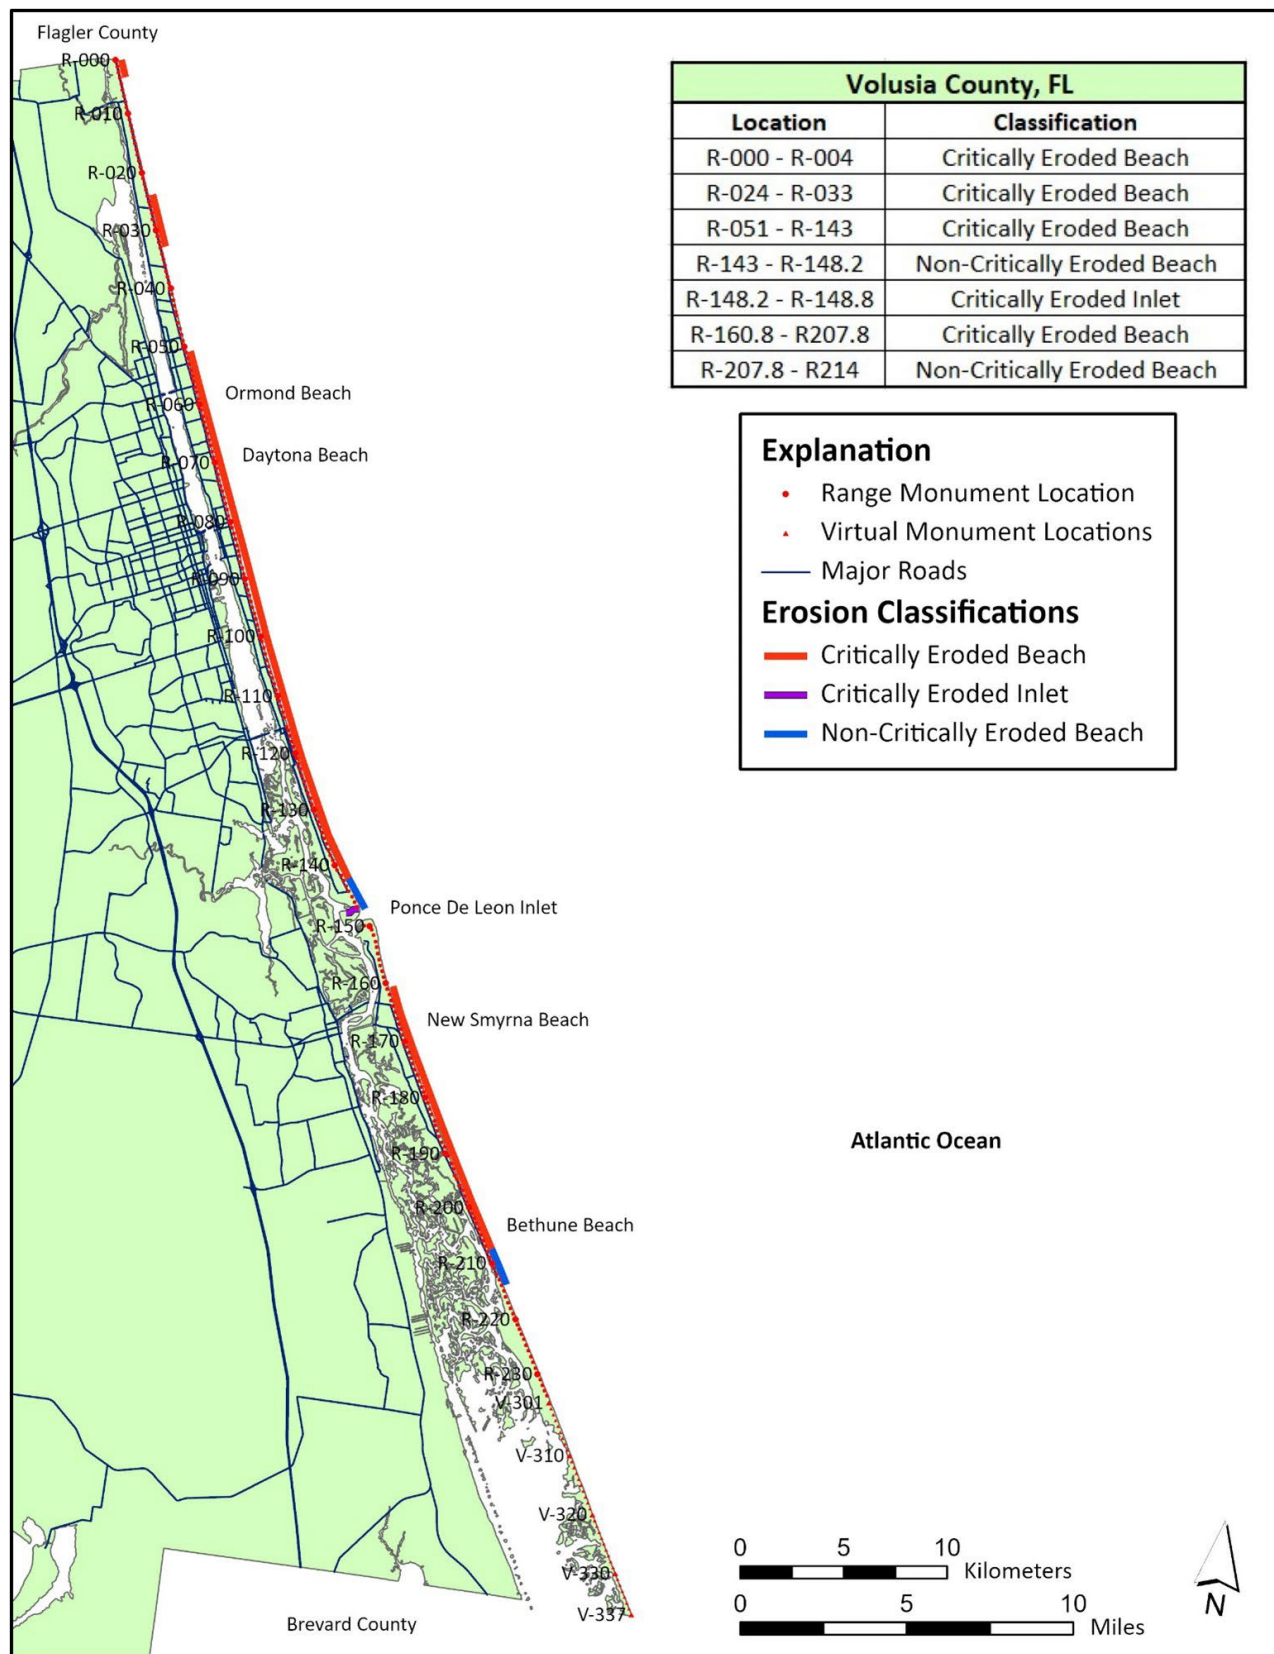 Flagler County
R-000
R-010
R-020
R-030
R-040
R-050
Ormond Beach
R-060
Daytona Beach
R-070
R-080
R-090
R-100
R-110
R-120
R-130
R-140
Ponce De Leon Inlet
R-150
R-160
New Smyrna Beach
R-170
R-180
R-190
R-200
Bethune Beach
R-210
R-220
R-230
V-301
V-310
V-320
V-330
V-337
Brevard County
Volusia County, FL
Location Classification
R-000 - R-004 Critically Eroded Beach
R-024 - R-033 Critically Eroded Beach
R-051 - R-143 Critically Eroded Beach
R-143 - R-148.2 Non-Critically Eroded Beach
R-148.2 - R-148.8 Critically Eroded Inlet
R-160.8 - R207.8 Critically Eroded Beach
R-207.8 - R214 Non-Critically Eroded Beach
Explanation
Range Monument Location
Virtual Monument Locations
Major Roads
Erosion Classifications
Critically Eroded Beach
Critically Eroded Inlet
Non-Critically Eroded Beach
Atlantic Ocean
0 5 10
Kilometers
0 5 10
Miles
N